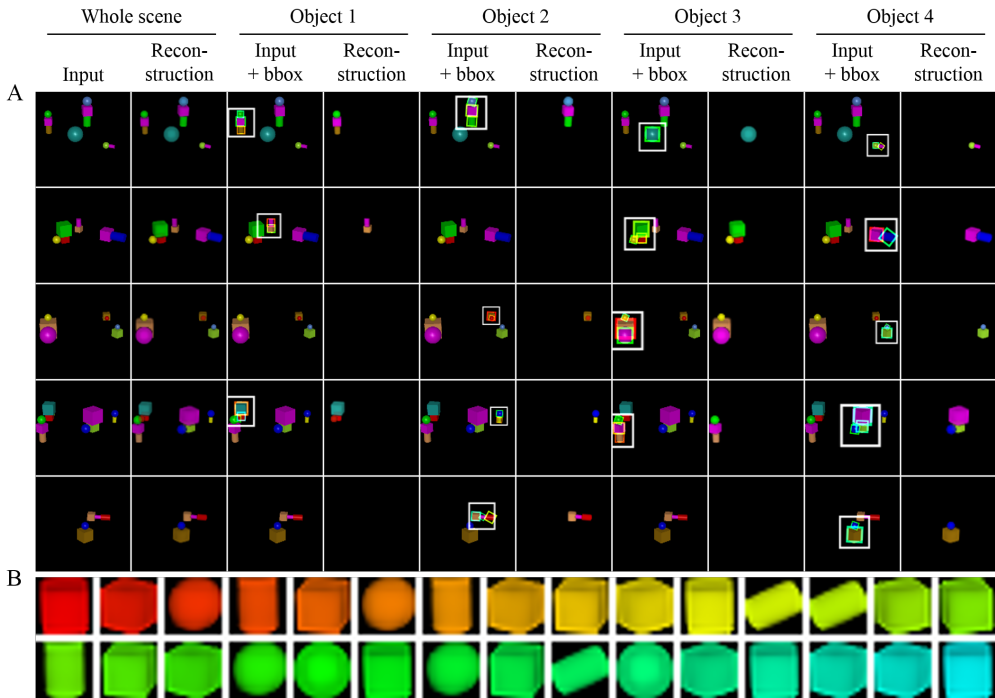 Whole scene Object 1 Object 2 Object 3 Object 4
Input Recon- Input Recon- Input Recon- Input Recon- Input Recon-
struction + bbox struction + bbox struction + bbox struction + bbox struction
A
B